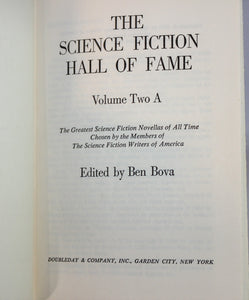 THE
SCIENCE FICTION
HALL OF FAME
Volume Two A
The Greatest Science Fiction Novellas of All Time
Chosen by the Members of
The Science Fiction Writers of America
Edited by Ben Bova
DOUBLEDAY & COMPANY, INC., GARDEN CITY, NEW YORK